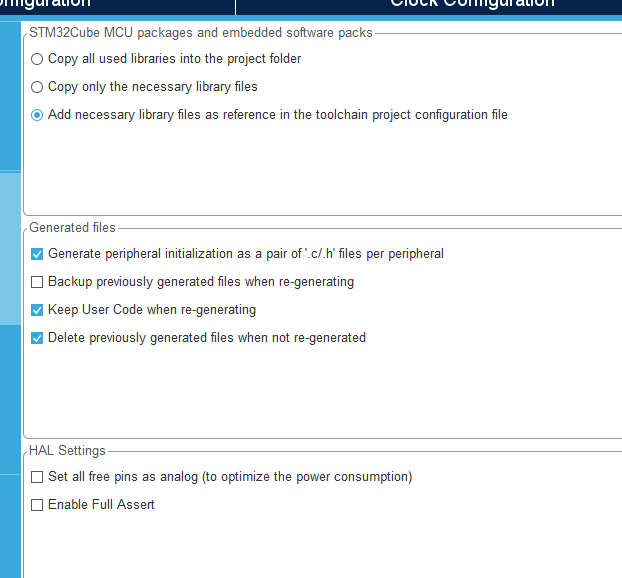 Clock Configuration
STM32Cube MCU packages and embedded software packs
Copy all used libraries into the project folder
Copy only the necessary library files
Add necessary library files as reference in the toolchain project configuration file
Generated files
Generate peripheral initialization as a pair of '.c/.h' files per peripheral
Backup previously generated files when re-generating
Keep User Code when re-generating
Delete previously generated files when not re-generated
HAL Settings
Set all free pins as analog (to optimize the power consumption)
Enable Full Assert